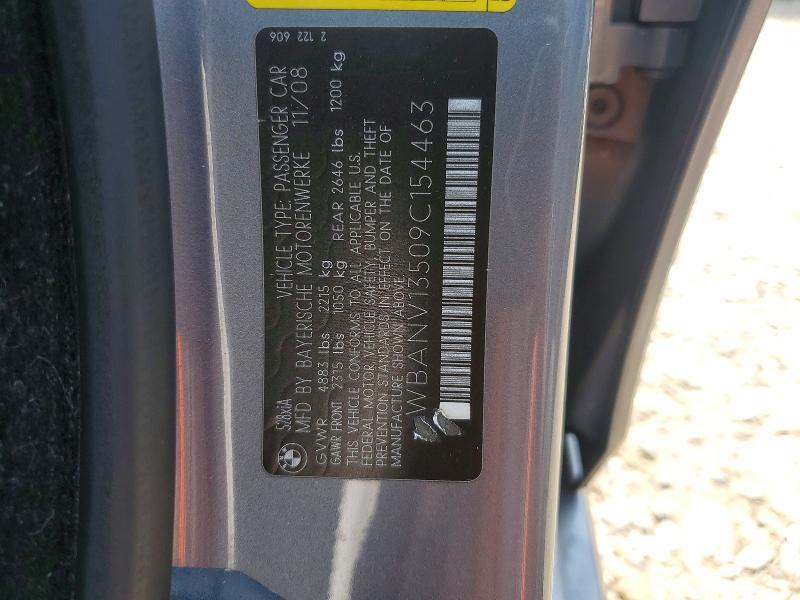 2 122 606
528xiA VEHICLE TYPE: PASSENGER CAR
MFD BY BAYERISCHE MOTORENWERKE 11/08
GVWR 4883 lbs 2215 kg
GAWR FRONT 2315 lbs 1050 kg REAR 2646 lbs 1200 kg
THIS VEHICLE CONFORMS TO ALL APPLICABLE U.S.
FEDERAL MOTOR VEHICLE SAFETY, BUMPER AND THEFT
PREVENTION STANDARDS IN EFFECT ON THE DATE OF
MANUFACTURE SHOWN ABOVE.
WBANV13509C154463